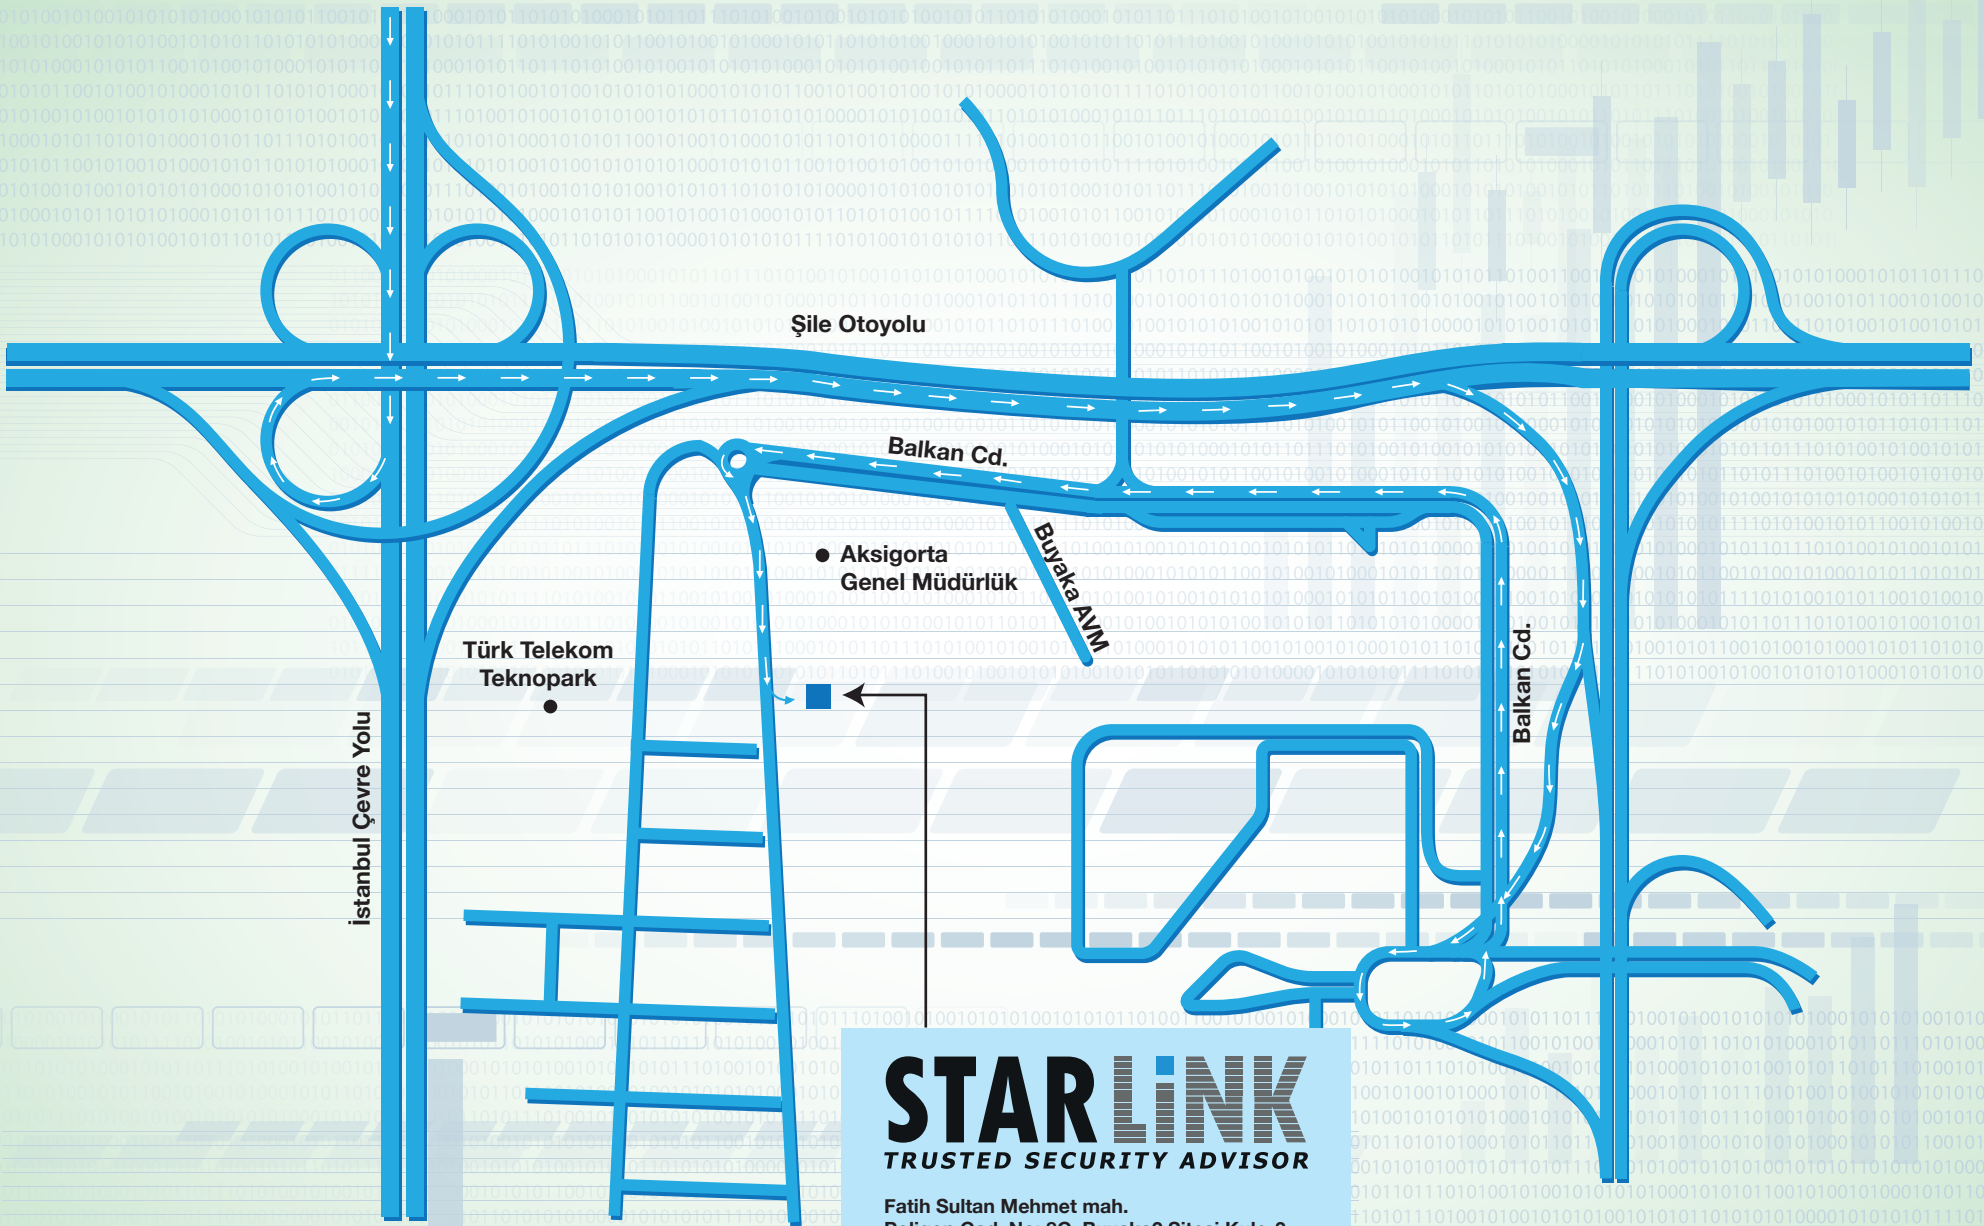 Şile Otoyolu
Balkan Cd.
Aksigorta
Genel Müdürlük
Buyaka AVM
Türk Telekom
Teknopark
Balkan Cd.
İstanbul Çevre Yolu
STARLiNK
TRUSTED SECURITY ADVISOR
Fatih Sultan Mehmet mah.